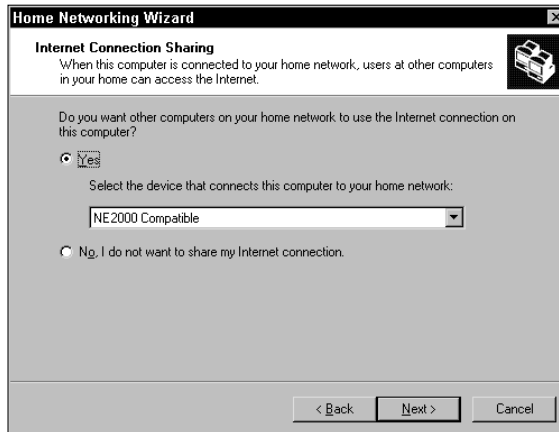 Home Networking Wizard
Internet Connection Sharing
When this computer is connected to your home network, users at other computers
in your home can access the Internet.
Do you want other computers on your home network to use the Internet connection on
this computer?
Yes
Select the device that connects this computer to your home network:
NE2000 Compatible
No, I do not want to share my Internet connection.
< Back
Next >
Cancel